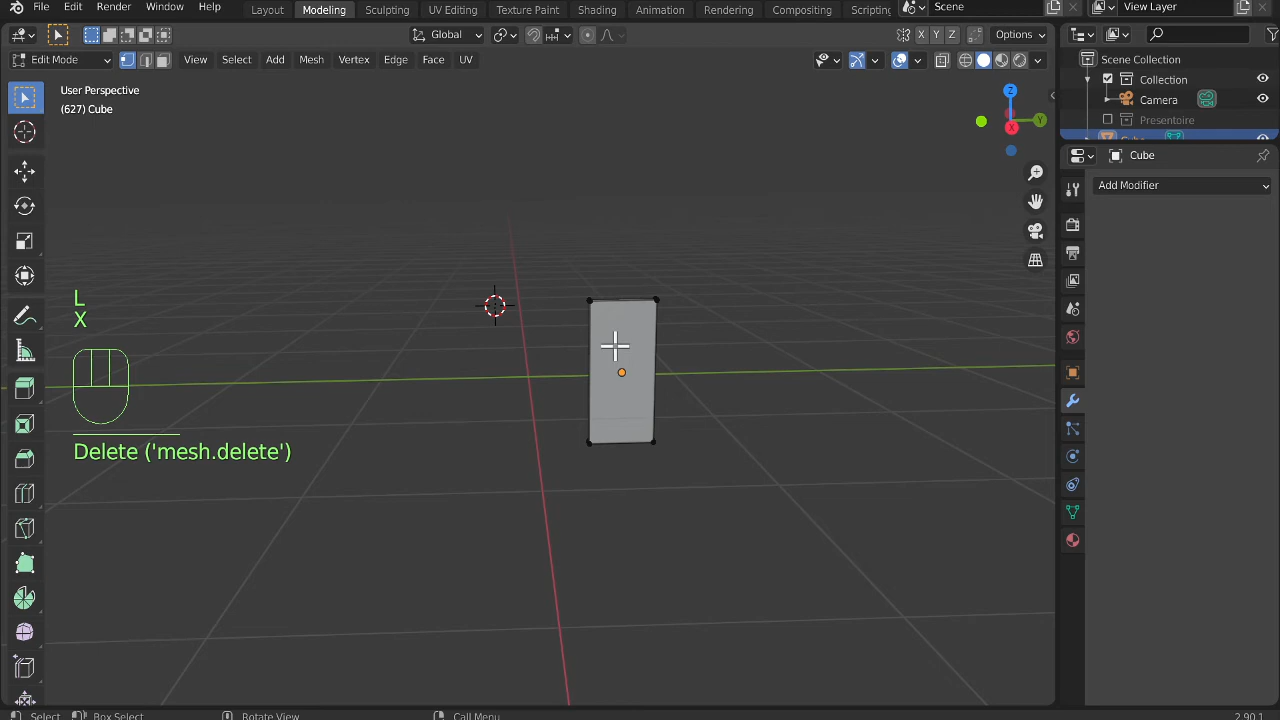 File Edit Render Window Help Layout Modeling Sculpting UV Editing Texture Paint Shading Animation Rendering Compositing Scripting Scene View Layer
Global X Y Z Options
Edit Mode View Select Add Mesh Vertex Edge Face UV
Scene Collection
Collection
Camera
Presentoire
Cube
User Perspective
(627) Cube
Z
Y
X
Cube
Add Modifier
L
X
Delete ('mesh.delete')
Select Box Select Rotate View Call Menu 2.90.1